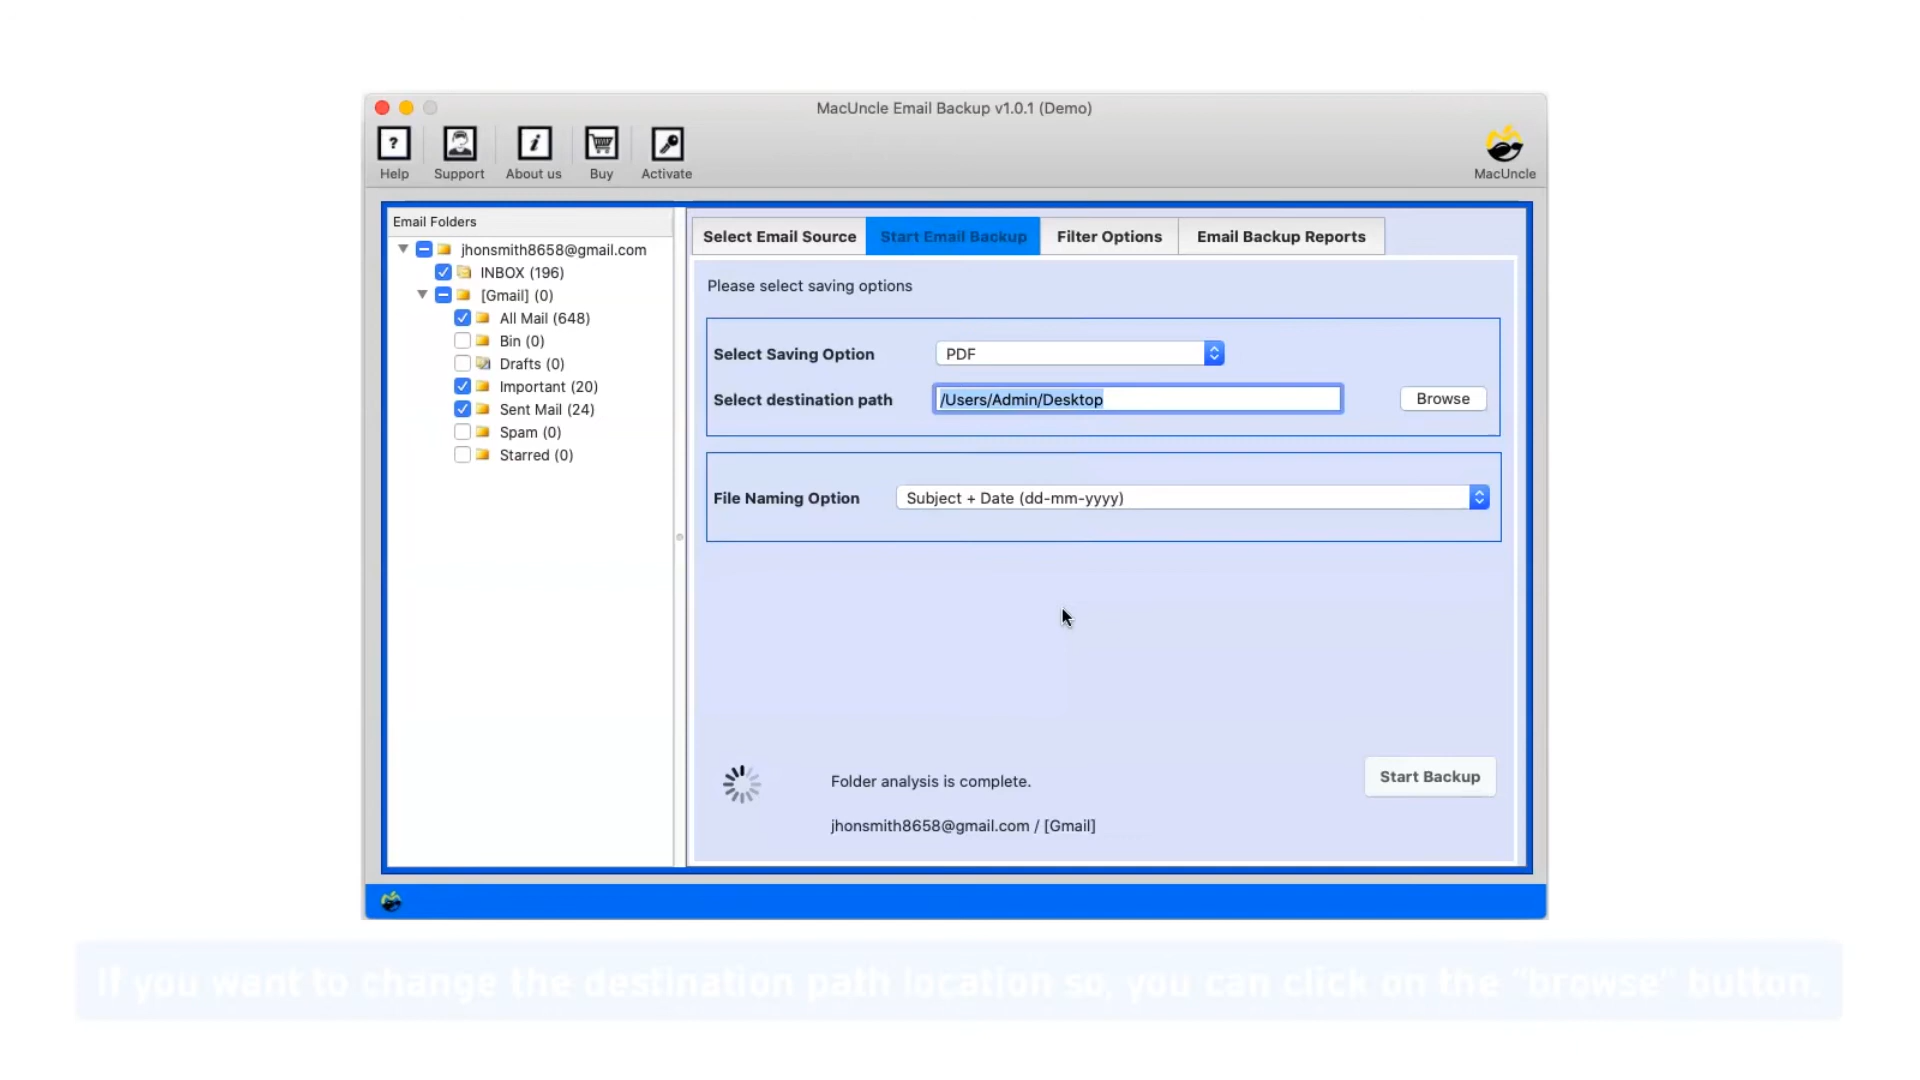 MacUncle Email Backup v1.0.1 (Demo)
?
i
Help
Support
About us
Buy
Activate
MacUncle
Email Folders
jhonsmith8658@gmail.com
INBOX (196)
[Gmail] (0)
All Mail (648)
Bin (0)
Drafts (0)
Important (20)
Sent Mail (24)
Spam (0)
Starred (0)
Select Email Source
Start Email Backup
Filter Options
Email Backup Reports
Please select saving options
Select Saving Option
PDF
Select destination path
/Users/Admin/Desktop
Browse
File Naming Option
Subject + Date (dd-mm-yyyy)
Folder analysis is complete.
Start Backup
jhonsmith8658@gmail.com / [Gmail]
If you want to change the destination path location so, you can click on the "browse" button.